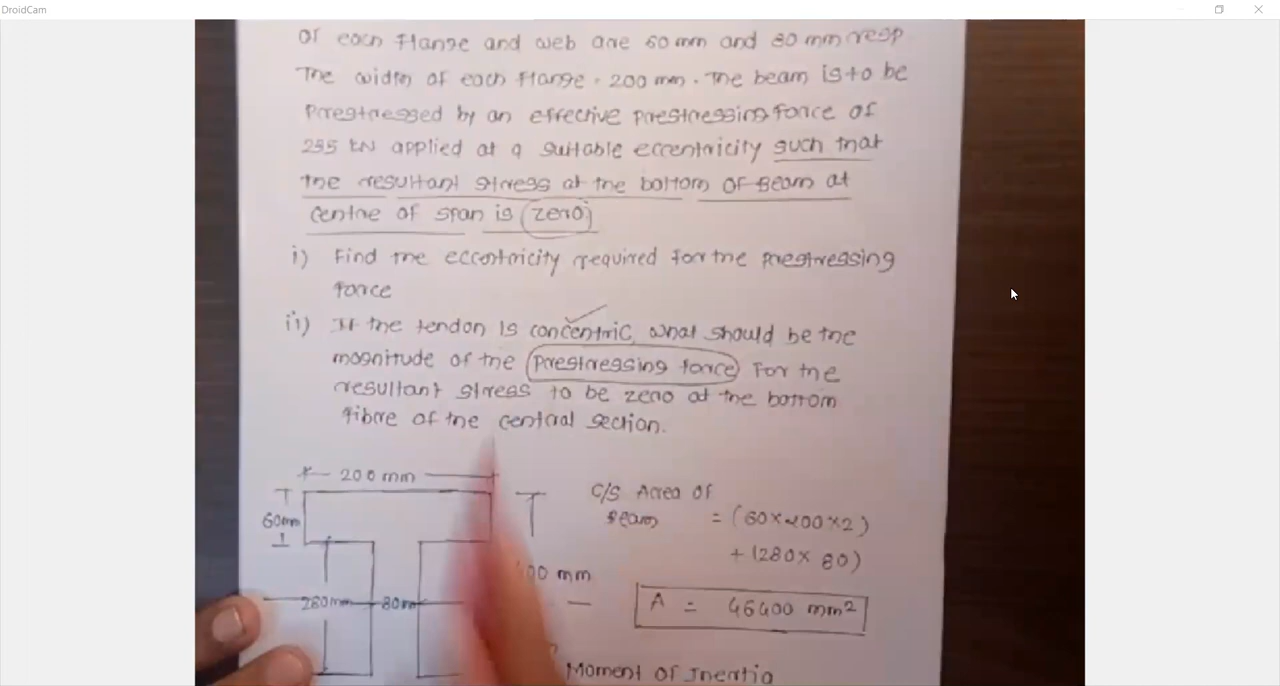 DroidCam
of each flange and web are 60 mm and 80 mm resp.
The width of each flange = 200 mm. The beam is to be
Prestressed by an effective prestressing force of
235 kN applied at a suitable eccentricity such that
the resultant stress at the bottom of beam at
centre of span is zero
i) Find the eccentricity required for the prestressing
force
ii) If the tendon is concentric, what should be the
magnitude of the prestressing force for the
resultant stress to be zero at the bottom
fibre of the central section.
200 mm
60mm
280mm
80m
00 mm
C/S Area of
Beam = (60 × 200 × 2)
+ (280 × 80)
A = 46400 mm²
Moment of Inertia